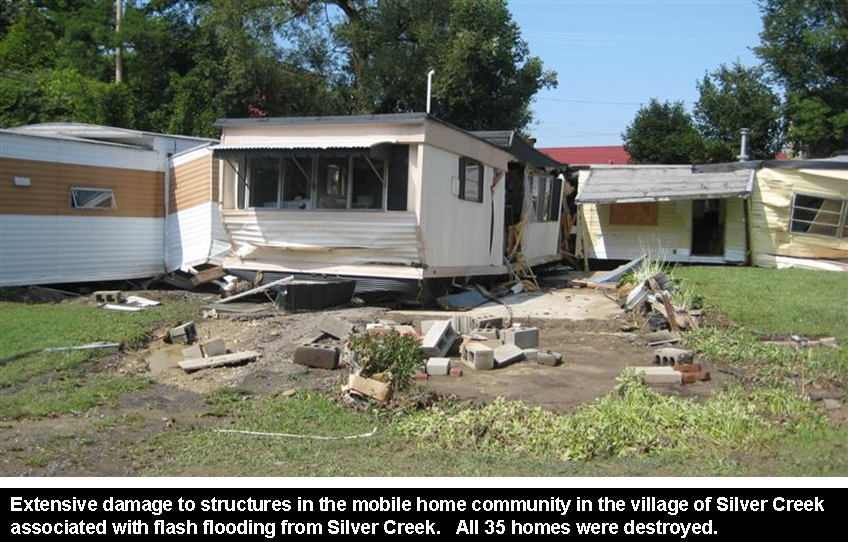 Extensive damage to structures in the mobile home community in the village of Silver Creek
associated with flash flooding from Silver Creek.   All 35 homes were destroyed.